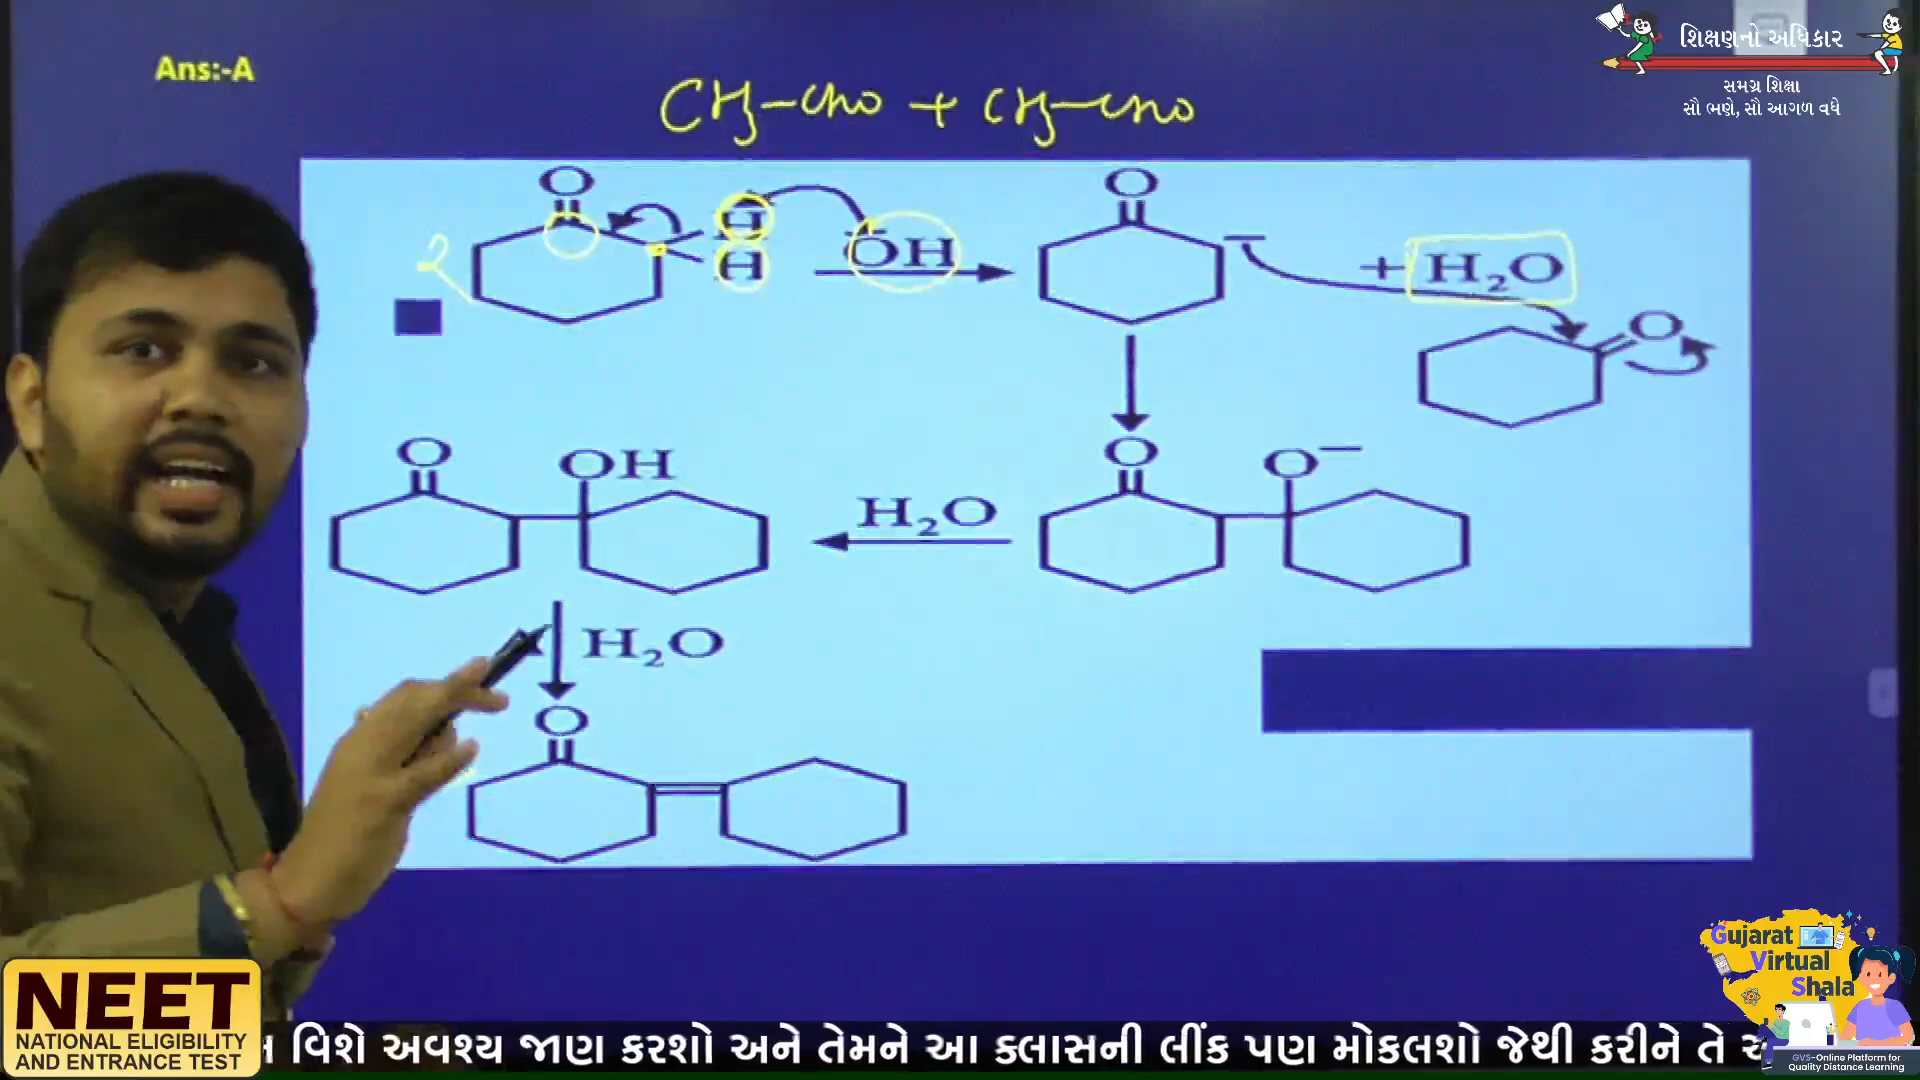 Ans:-A
શિક્ષણનો અધિકાર
સમગ્ર શિક્ષા
સૌ ભણે, સૌ આગળ વધે
CH3-CHO + CH3-CHO
O
O
H
H
ŌH
2
+ H₂O
O
O
OH
H₂O
O
O⁻
H₂O
O
Gujarat
Virtual
Shala
GVS-Online Platform for
Quality Distance Learning
NEET
NATIONAL ELIGIBILITY
AND ENTRANCE TEST
વિશે અવશ્ય જાણ કરશો અને તેમને આ ક્લાસની લીંક પણ મોકલશો જેથી કરીને તે